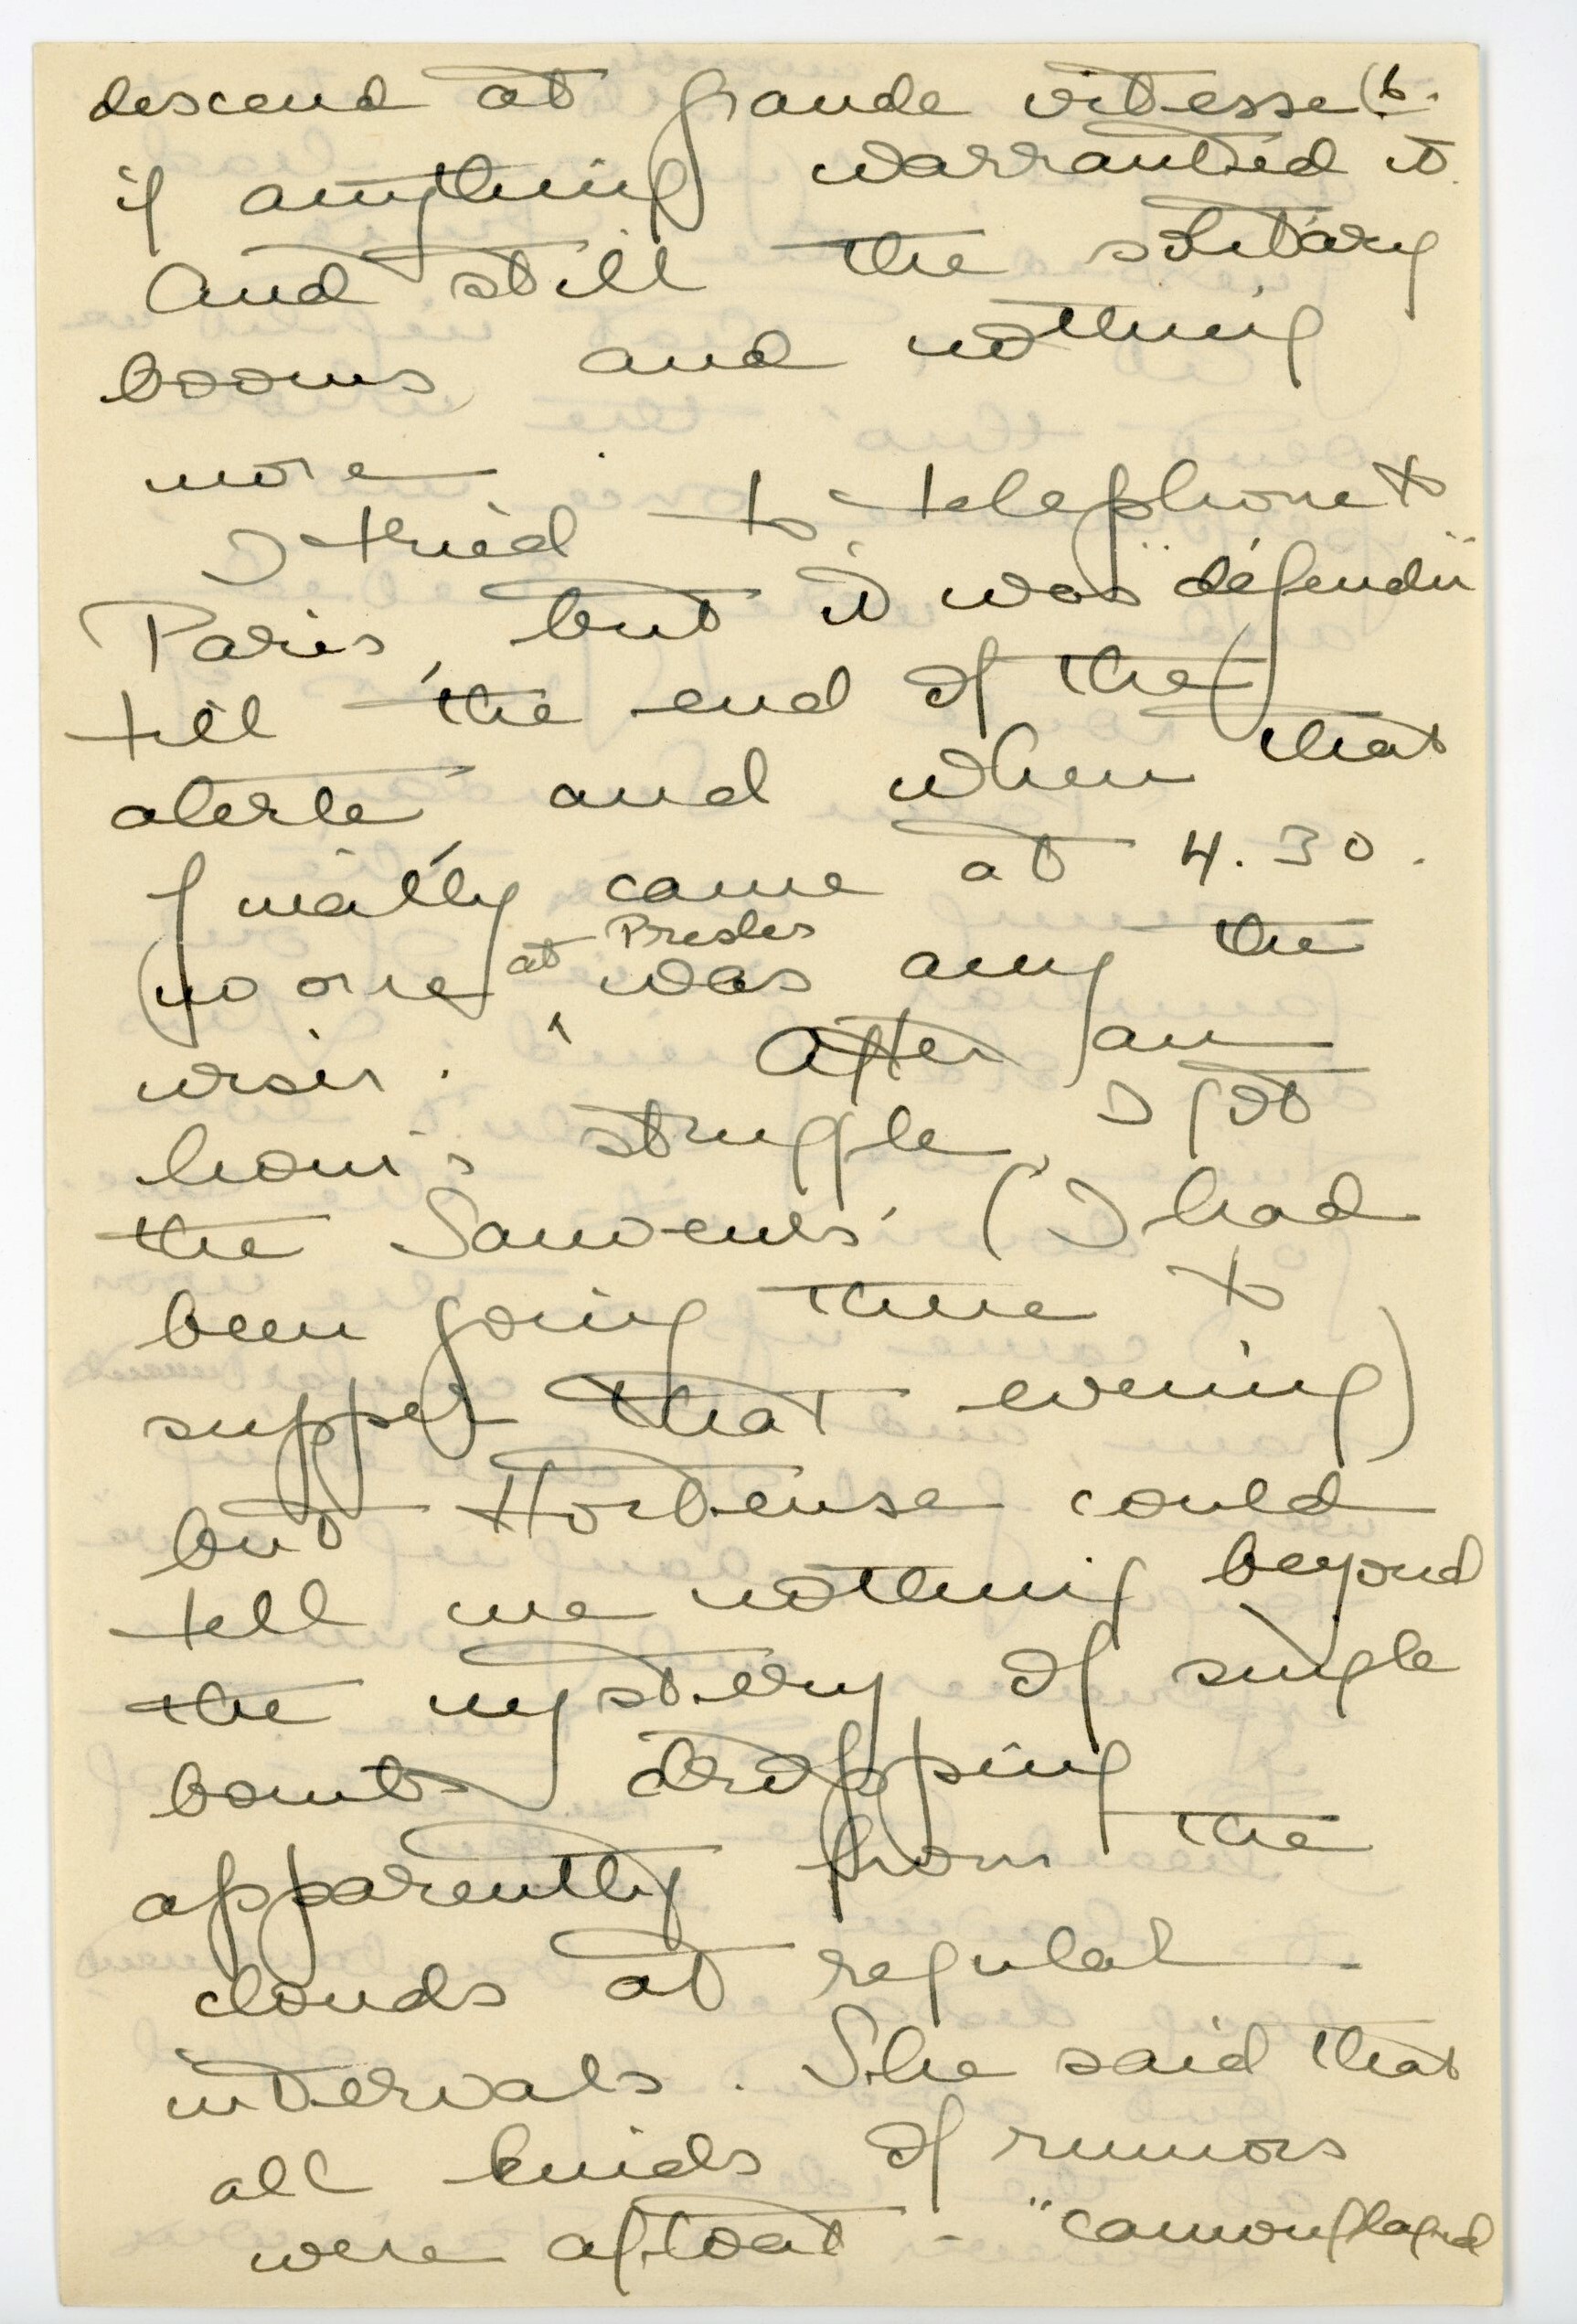 descend at grande vitesse 6.
if anything warranted it.
And still the solitary
booms and nothing
more.
I tried to telephone to
Paris, but it was "défendu"
till the end of the
alerte, and when that
finally came at 4.30.
(no one at Presles was any the
wiser. After an
hour's struggle, I got
the Sauveurs' (I had
been going there to
supper that evening)
but Hortense could
tell me nothing beyond
the mystery of single
bombs dropping
apparently from the
clouds at regular
intervals. She said that
all kinds of rumors
were afloat - "camouflaged